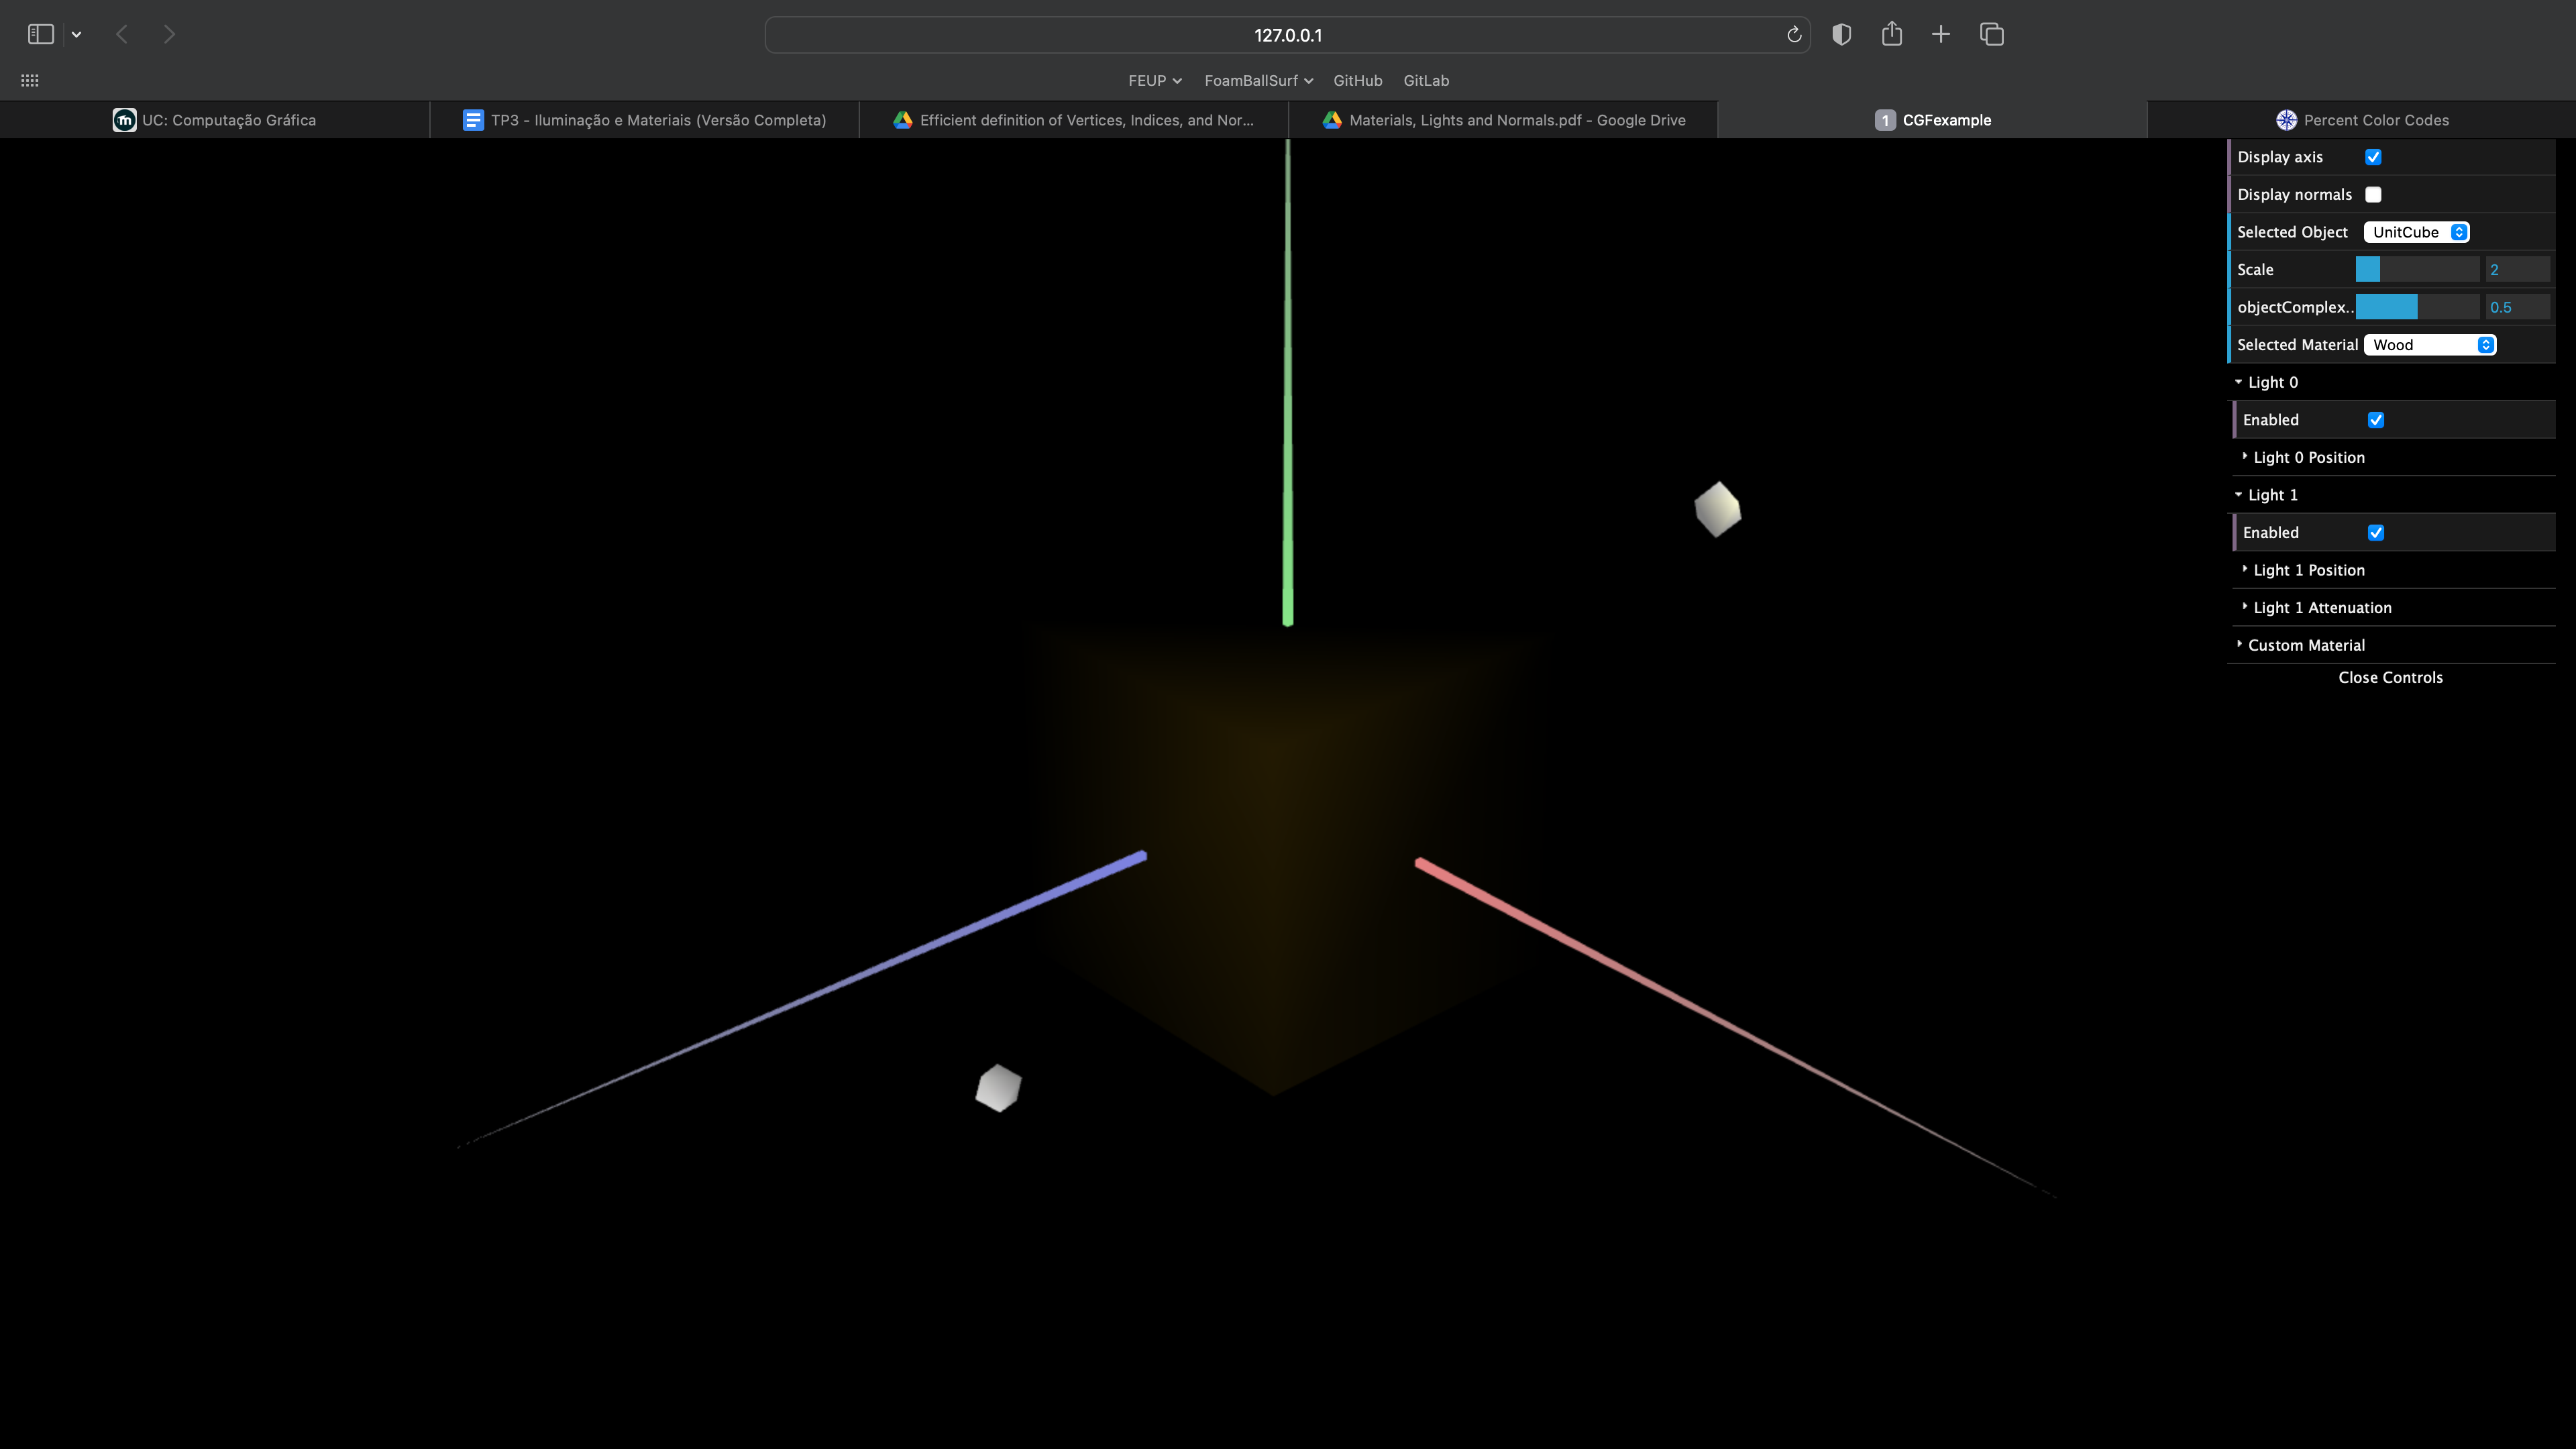 127.0.0.1
FEUP FoamBallSurf GitHub GitLab
UC: Computação Gráfica TP3 - Iluminação e Materiais (Versão Completa) Efficient definition of Vertices, Indices, and Nor... Materials, Lights and Normals.pdf - Google Drive 1 CGFexample Percent Color Codes
Display axis
Display normals
Selected Object UnitCube
Scale 2
objectComplex.. 0.5
Selected Material Wood
Light 0
Enabled
Light 0 Position
Light 1
Enabled
Light 1 Position
Light 1 Attenuation
Custom Material
Close Controls